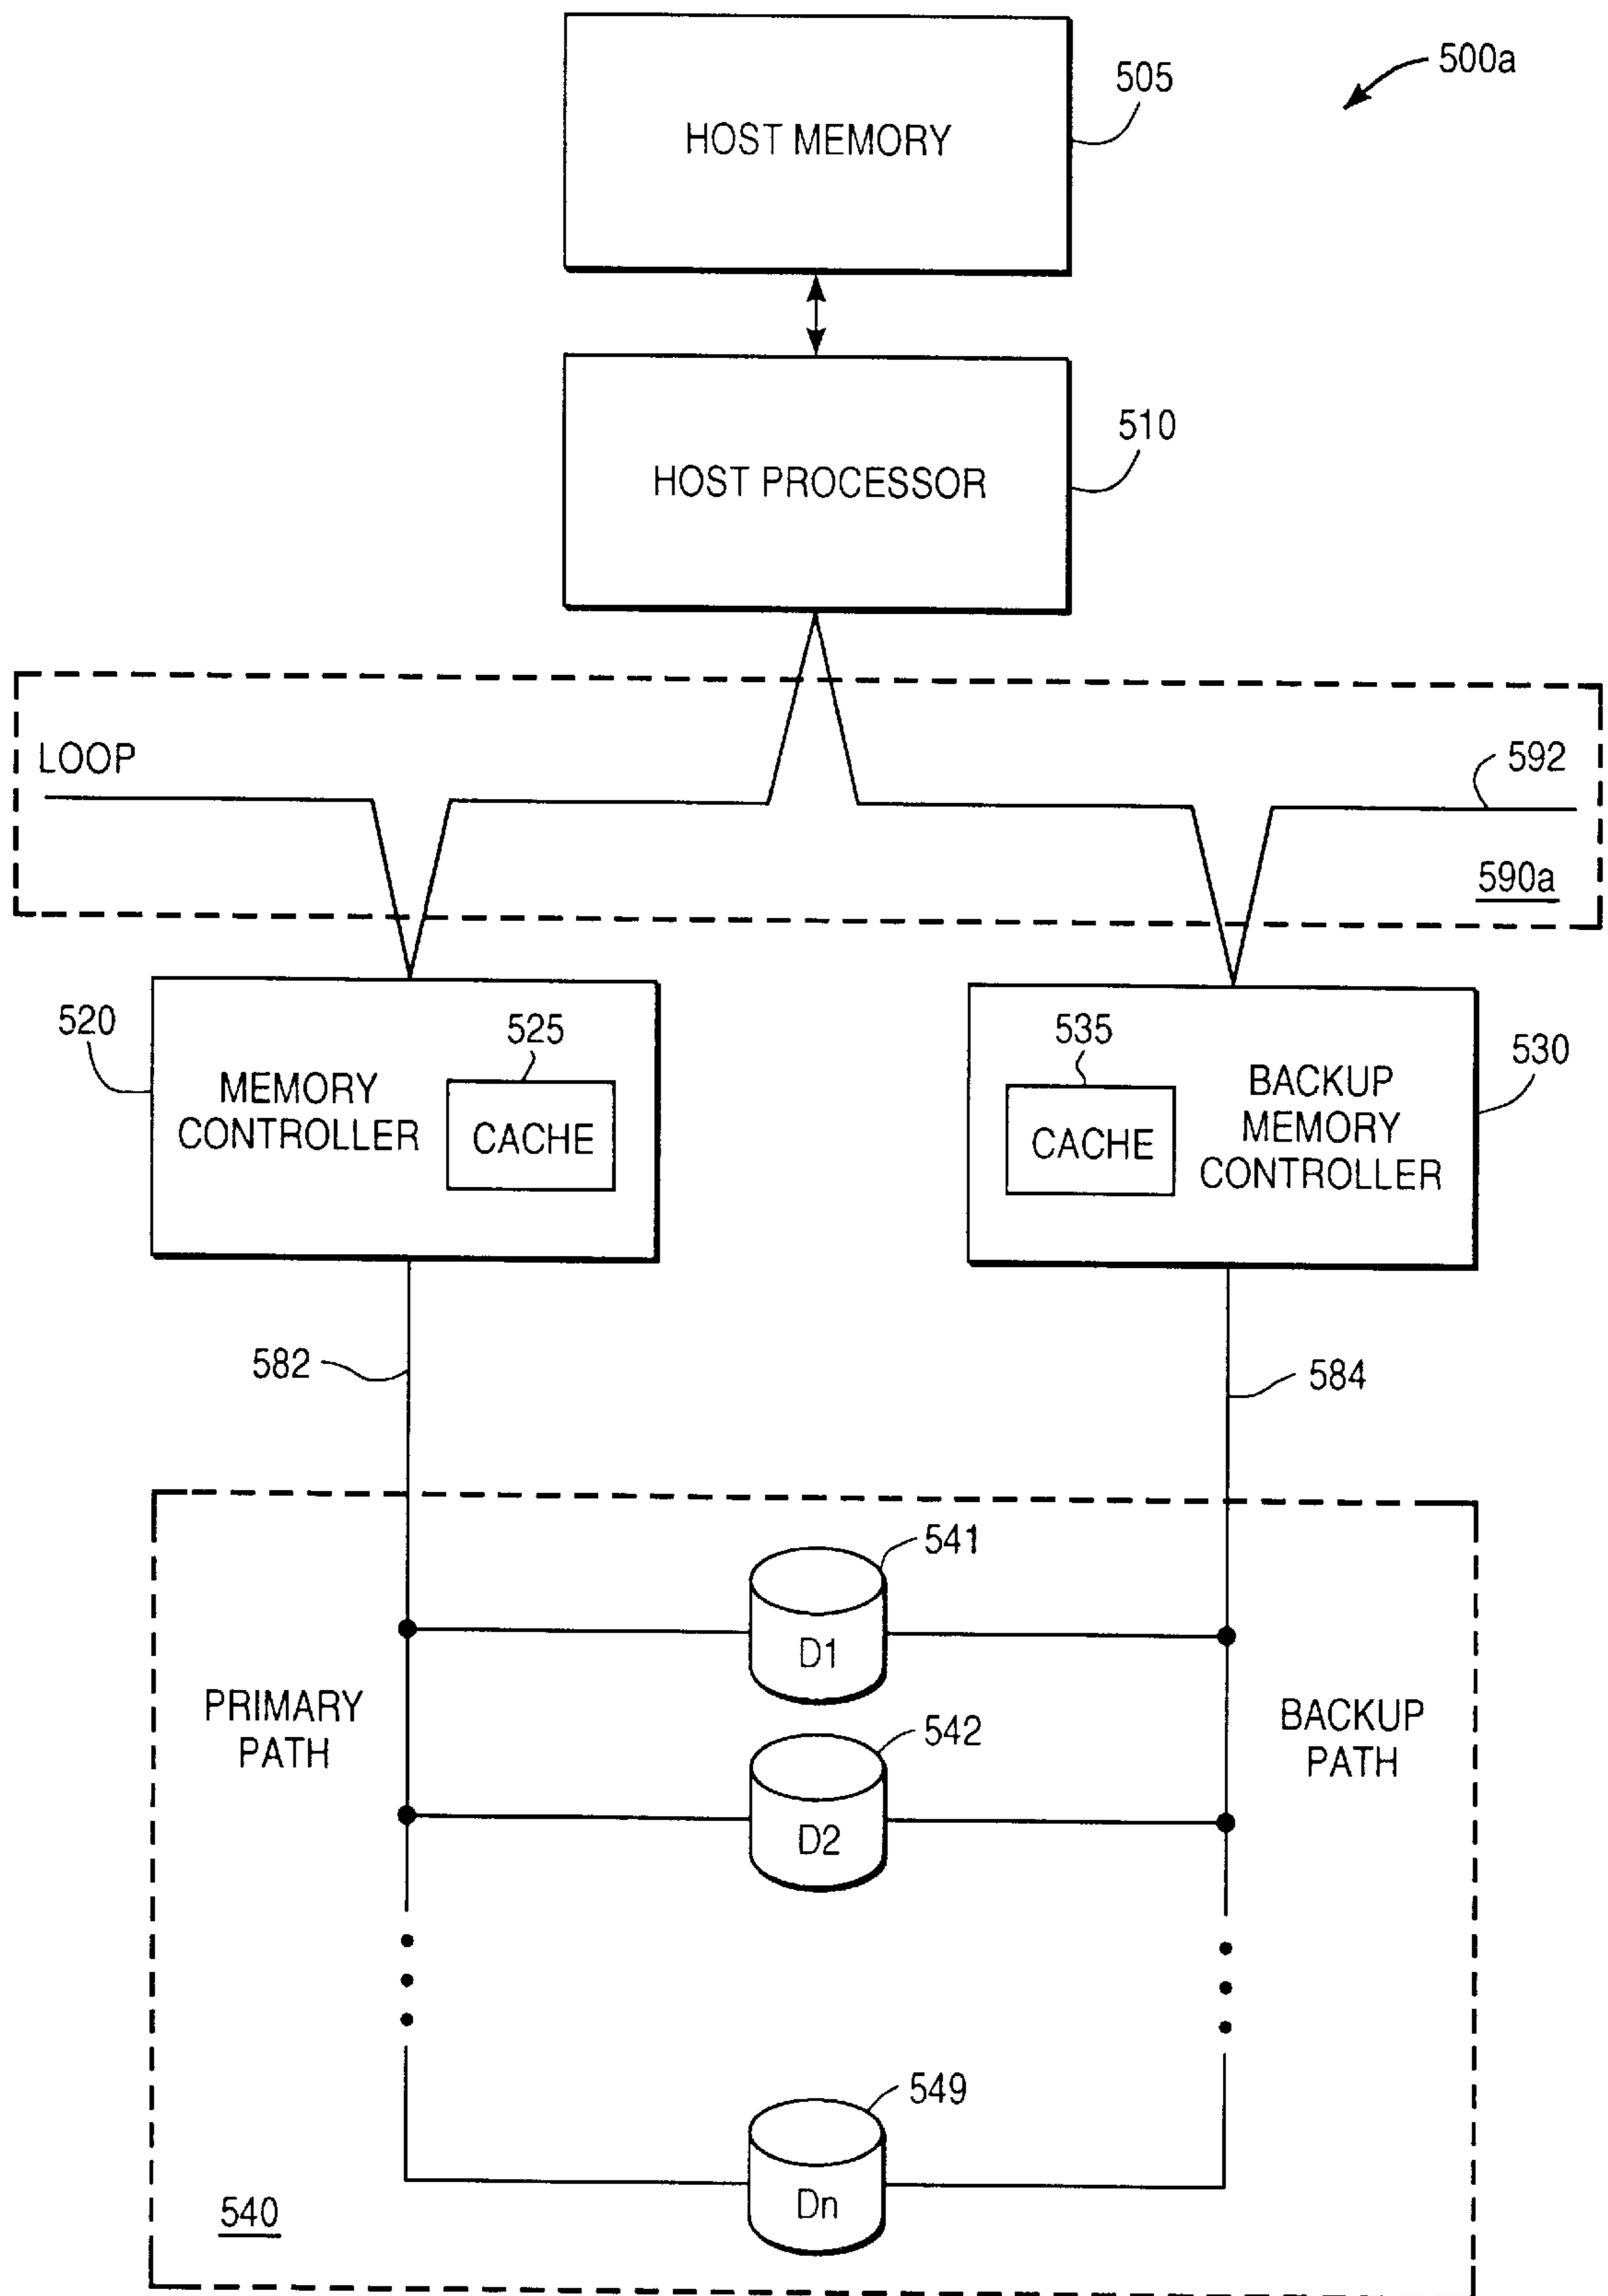 500a
505
HOST MEMORY
510
HOST PROCESSOR
LOOP
592
590a
520
525
MEMORY
CONTROLLER
CACHE
535
530
CACHE
BACKUP
MEMORY
CONTROLLER
582
584
541
D1
PRIMARY
PATH
542
D2
BACKUP
PATH
549
Dn
540